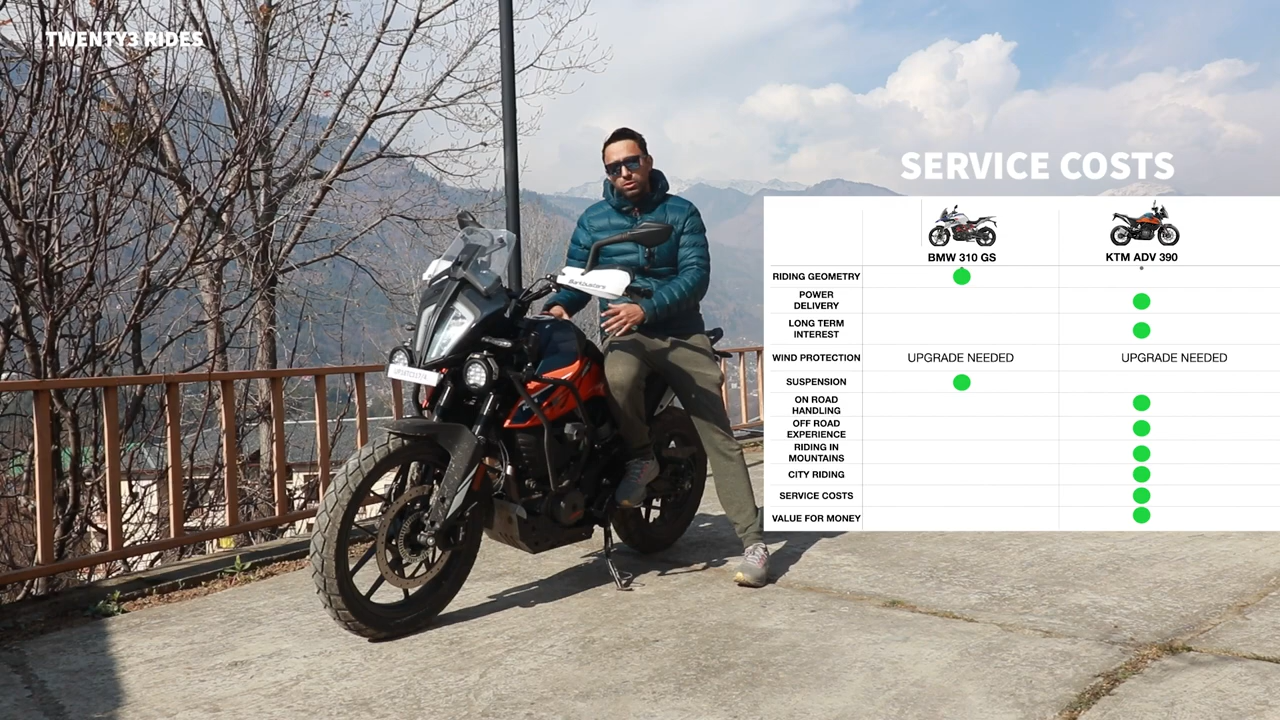 TWENTY3 RIDES
SERVICE COSTS
BMW 310 GS
KTM ADV 390
RIDING GEOMETRY
POWER
DELIVERY
LONG TERM
INTEREST
WIND PROTECTION
UPGRADE NEEDED
UPGRADE NEEDED
SUSPENSION
ON ROAD
HANDLING
OFF ROAD
EXPERIENCE
RIDING IN
MOUNTAINS
CITY RIDING
SERVICE COSTS
VALUE FOR MONEY
Barkbusters